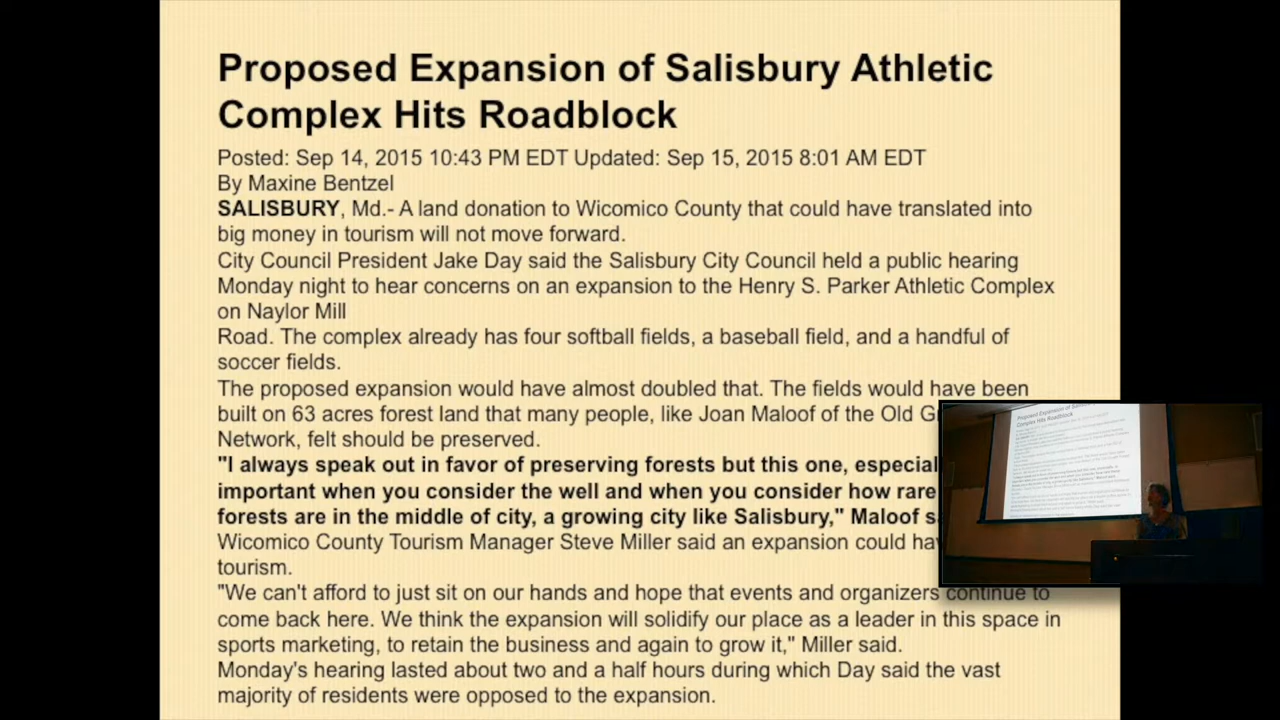 Proposed Expansion of Salisbury Athletic
Complex Hits Roadblock
Posted: Sep 14, 2015 10:43 PM EDT Updated: Sep 15, 2015 8:01 AM EDT
By Maxine Bentzel
SALISBURY, Md.- A land donation to Wicomico County that could have translated into
big money in tourism will not move forward.
City Council President Jake Day said the Salisbury City Council held a public hearing
Monday night to hear concerns on an expansion to the Henry S. Parker Athletic Complex
on Naylor Mill
Road. The complex already has four softball fields, a baseball field, and a handful of
soccer fields.
The proposed expansion would have almost doubled that. The fields would have been
built on 63 acres forest land that many people, like Joan Maloof of the Old
Network, felt should be preserved.
"I always speak out in favor of preserving forests but this one,
important when you consider the well and when you consider how rare
forests are in the middle of city, a growing city like Salisbury," Maloof
Wicomico County Tourism Manager Steve Miller said an expansion could
tourism.
"We can't afford to just sit on our hands and hope that events and organizers continue to
come back here. We think the expansion will solidify our place as a leader in this space in
sports marketing, to retain the business and again to grow it," Miller said.
Monday's hearing lasted about two and a half hours during which Day said the vast
majority of residents were opposed to the expansion.
Proposed Expansion of
Complex Hits Roadblock